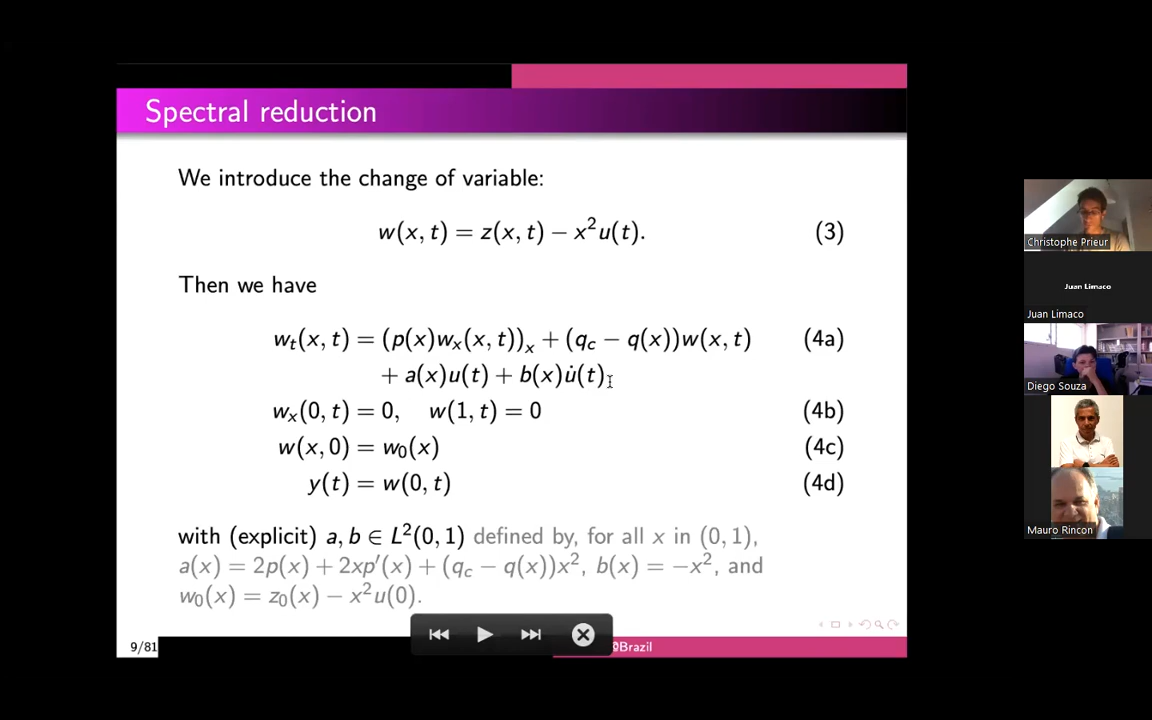 Spectral reduction
We introduce the change of variable:
w(x, t) = z(x, t) − x²u(t). (3)
Then we have
wₜ(x, t) = (p(x)wₓ(x, t))ₓ + (q_c − q(x))w(x, t) (4a)
+ a(x)u(t) + b(x)u̇(t)
wₓ(0, t) = 0, w(1, t) = 0 (4b)
w(x, 0) = w₀(x) (4c)
y(t) = w(0, t) (4d)
with (explicit) a, b ∈ L²(0, 1) defined by, for all x in (0, 1),
a(x) = 2p(x) + 2xp′(x) + (q_c − q(x))x², b(x) = −x², and
w₀(x) = z₀(x) − x²u(0).
9/81
@Brazil
Christophe Prieur
Juan Limaco
Juan Limaco
Diego Souza
Mauro Rincon